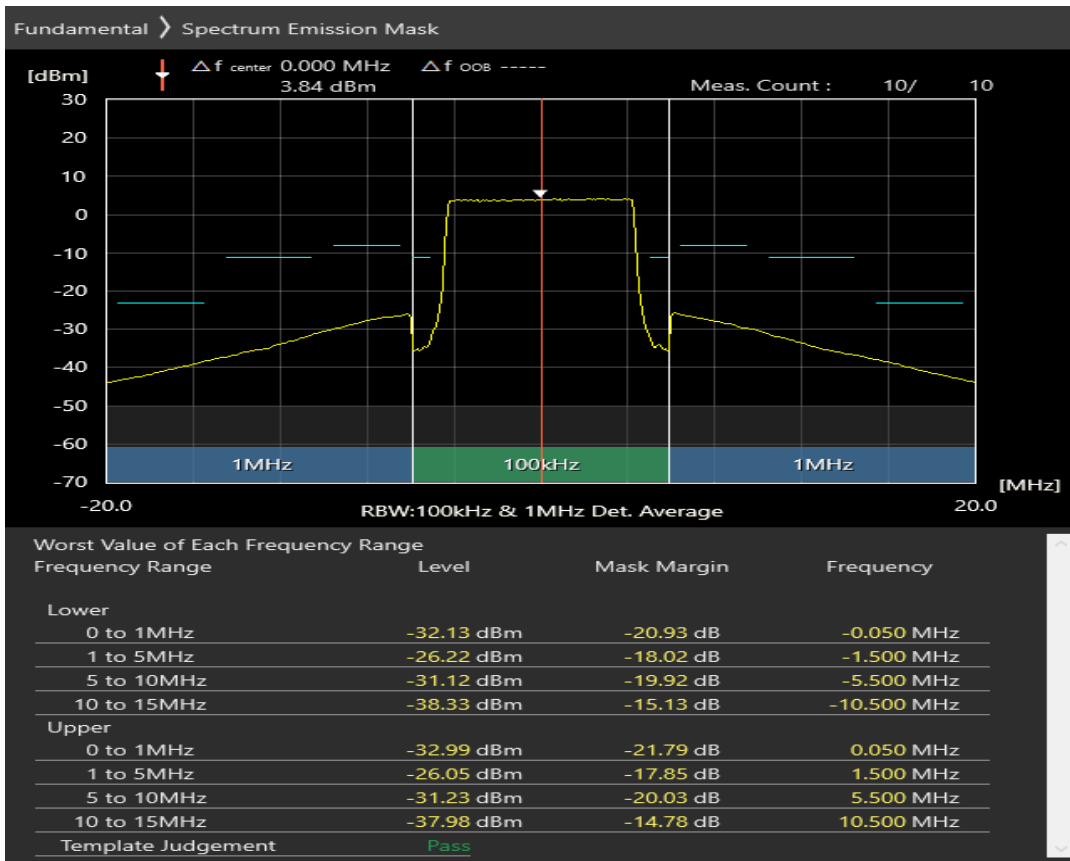 Fundamental ❯ Spectrum Emission Mask
[dBm] △f center 0.000 MHz △f OOB -----
3.84 dBm Meas. Count : 10/ 10
30
20
10
0
-10
-20
-30
-40
-50
-60
1MHz 100kHz 1MHz
-70 [MHz]
-20.0 RBW:100kHz & 1MHz Det. Average 20.0
Worst Value of Each Frequency Range
Frequency Range Level Mask Margin Frequency
Lower
0 to 1MHz -32.13 dBm -20.93 dB -0.050 MHz
1 to 5MHz -26.22 dBm -18.02 dB -1.500 MHz
5 to 10MHz -31.12 dBm -19.92 dB -5.500 MHz
10 to 15MHz -38.33 dBm -15.13 dB -10.500 MHz
Upper
0 to 1MHz -32.99 dBm -21.79 dB 0.050 MHz
1 to 5MHz -26.05 dBm -17.85 dB 1.500 MHz
5 to 10MHz -31.23 dBm -20.03 dB 5.500 MHz
10 to 15MHz -37.98 dBm -14.78 dB 10.500 MHz
Template Judgement Pass